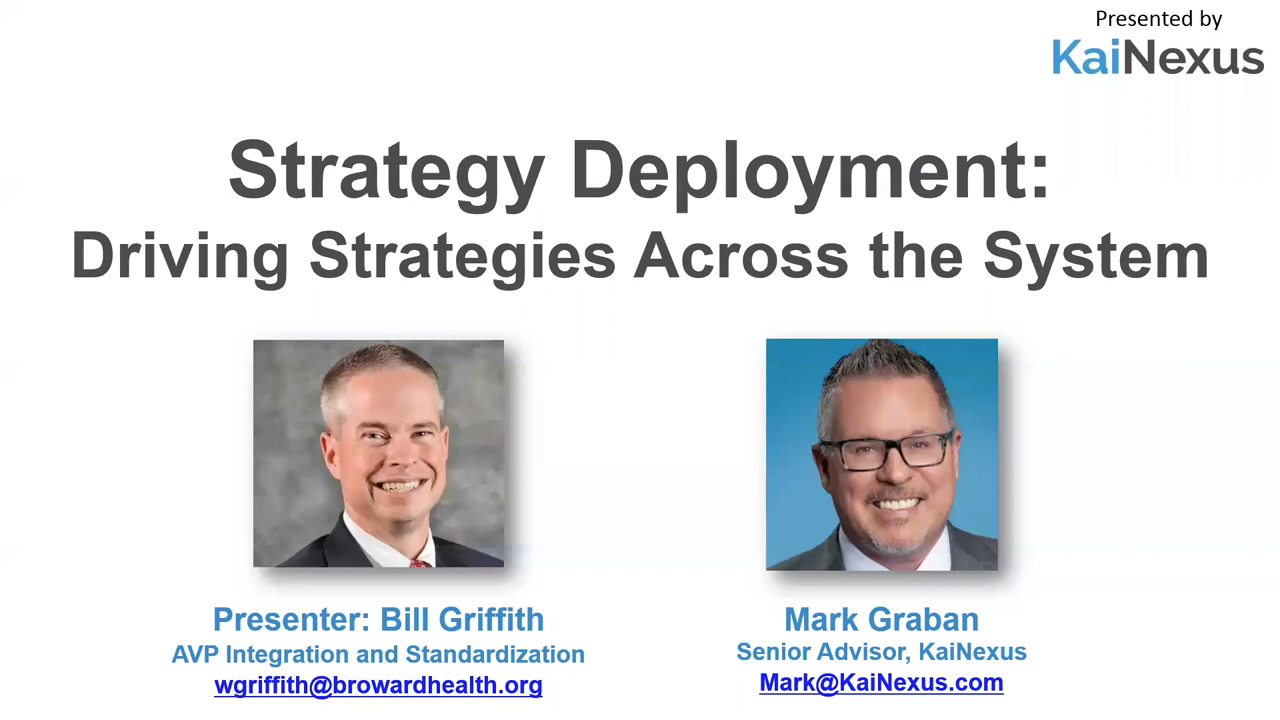 Presented by
KaiNexus
Strategy Deployment:
Driving Strategies Across the System
Presenter: Bill Griffith
AVP Integration and Standardization
wgriffith@browardhealth.org
Mark Graban
Senior Advisor, KaiNexus
Mark@KaiNexus.com